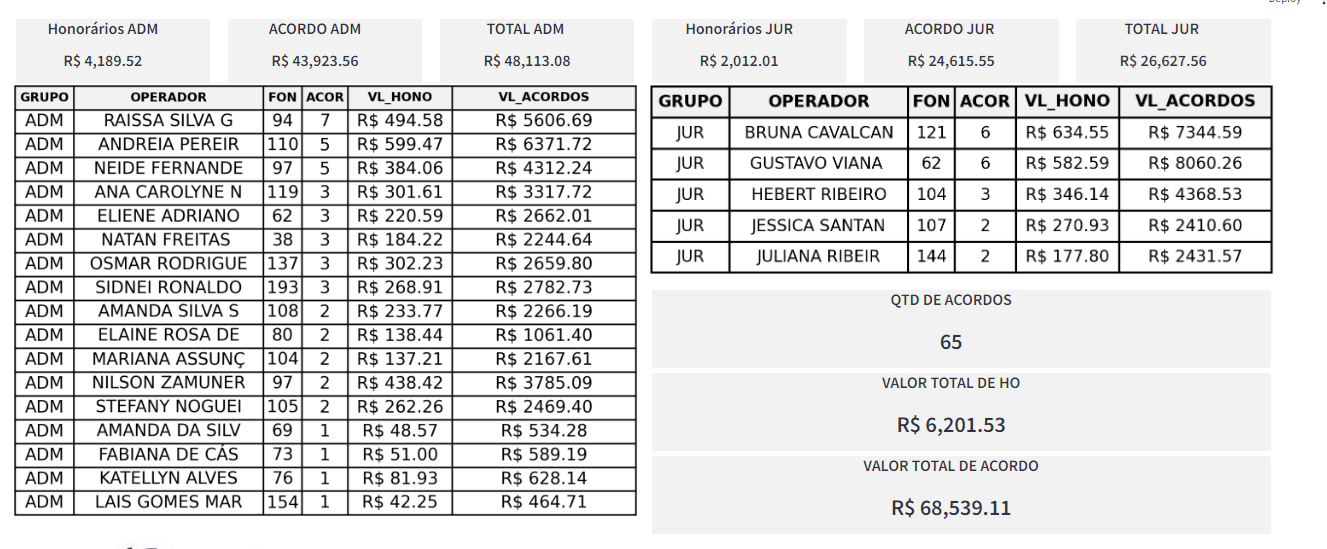 Deploy
Honorários ADM
R$ 4,189.52
ACORDO ADM
R$ 43,923.56
TOTAL ADM
R$ 48,113.08
GRUPO OPERADOR FON ACOR VL_HONO VL_ACORDOS
ADM RAISSA SILVA G 94 7 R$ 494.58 R$ 5606.69
ADM ANDREIA PEREIR 110 5 R$ 599.47 R$ 6371.72
ADM NEIDE FERNANDE 97 5 R$ 384.06 R$ 4312.24
ADM ANA CAROLYNE N 119 3 R$ 301.61 R$ 3317.72
ADM ELIENE ADRIANO 62 3 R$ 220.59 R$ 2662.01
ADM NATAN FREITAS 38 3 R$ 184.22 R$ 2244.64
ADM OSMAR RODRIGUE 137 3 R$ 302.23 R$ 2659.80
ADM SIDNEI RONALDO 193 3 R$ 268.91 R$ 2782.73
ADM AMANDA SILVA S 108 2 R$ 233.77 R$ 2266.19
ADM ELAINE ROSA DE 80 2 R$ 138.44 R$ 1061.40
ADM MARIANA ASSUNÇ 104 2 R$ 137.21 R$ 2167.61
ADM NILSON ZAMUNER 97 2 R$ 438.42 R$ 3785.09
ADM STEFANY NOGUEI 105 2 R$ 262.26 R$ 2469.40
ADM AMANDA DA SILV 69 1 R$ 48.57 R$ 534.28
ADM FABIANA DE CÁS 73 1 R$ 51.00 R$ 589.19
ADM KATELLYN ALVES 76 1 R$ 81.93 R$ 628.14
ADM LAIS GOMES MAR 154 1 R$ 42.25 R$ 464.71
Honorários JUR
R$ 2,012.01
ACORDO JUR
R$ 24,615.55
TOTAL JUR
R$ 26,627.56
GRUPO OPERADOR FON ACOR VL_HONO VL_ACORDOS
JUR BRUNA CAVALCAN 121 6 R$ 634.55 R$ 7344.59
JUR GUSTAVO VIANA 62 6 R$ 582.59 R$ 8060.26
JUR HEBERT RIBEIRO 104 3 R$ 346.14 R$ 4368.53
JUR JESSICA SANTAN 107 2 R$ 270.93 R$ 2410.60
JUR JULIANA RIBEIR 144 2 R$ 177.80 R$ 2431.57
QTD DE ACORDOS
65
VALOR TOTAL DE HO
R$ 6,201.53
VALOR TOTAL DE ACORDO
R$ 68,539.11